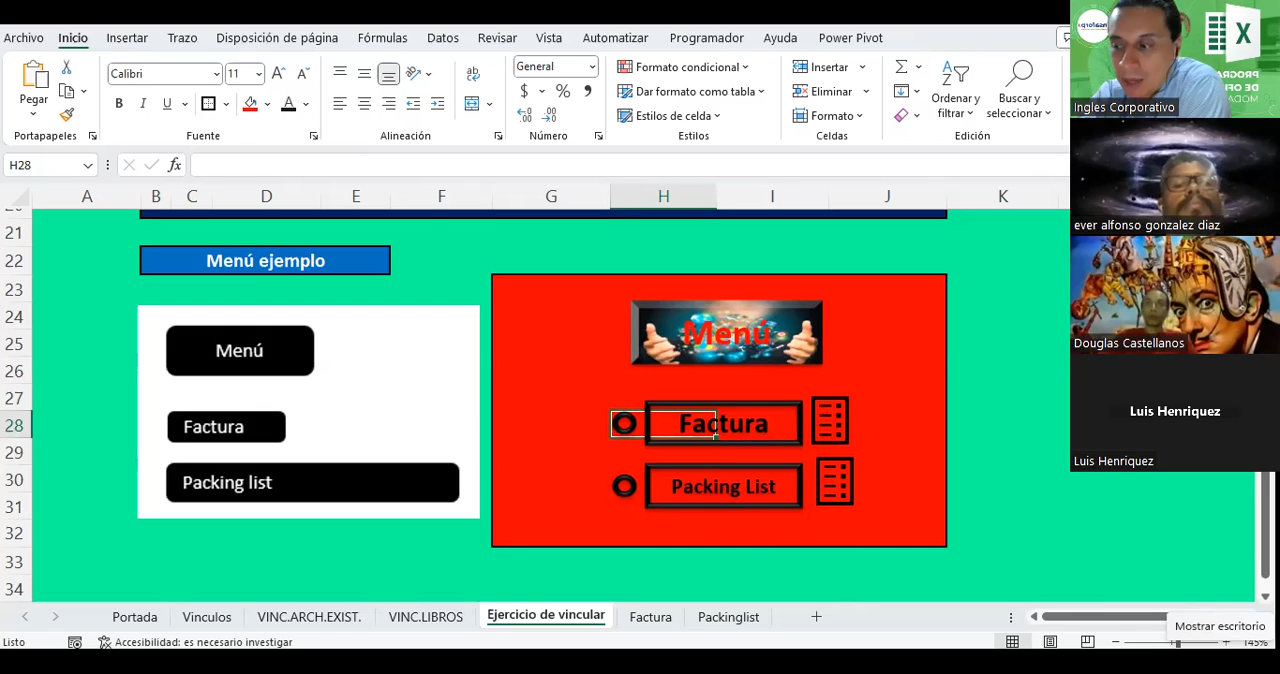 Archivo Inicio Insertar Trazo Disposición de página Fórmulas Datos Revisar Vista Automatizar Programador Ayuda Power Pivot
Pegar
Portapapeles
Calibri 11
N K S
Fuente
Alineación
General
$ % 000
Número
Formato condicional
Dar formato como tabla
Estilos de celda
Estilos
Insertar
Eliminar
Formato
Celdas
Ordenar y filtrar
Buscar y seleccionar
Edición
H28
fx
A B C D E F G H I J K
21
22
23
24
25
26
27
28
29
30
31
32
33
34
Menú ejemplo
Menú
Factura
Packing list
Menú
Factura
Packing List
Portada Vinculos VINC.ARCH.EXIST. VINC.LIBROS Ejercicio de vincular Factura Packinglist
Mostrar escritorio
Listo
Accesibilidad: es necesario investigar
145%
Ingles Corporativo
ever alfonso gonzalez diaz
Douglas Castellanos
Luis Henriquez
Luis Henriquez